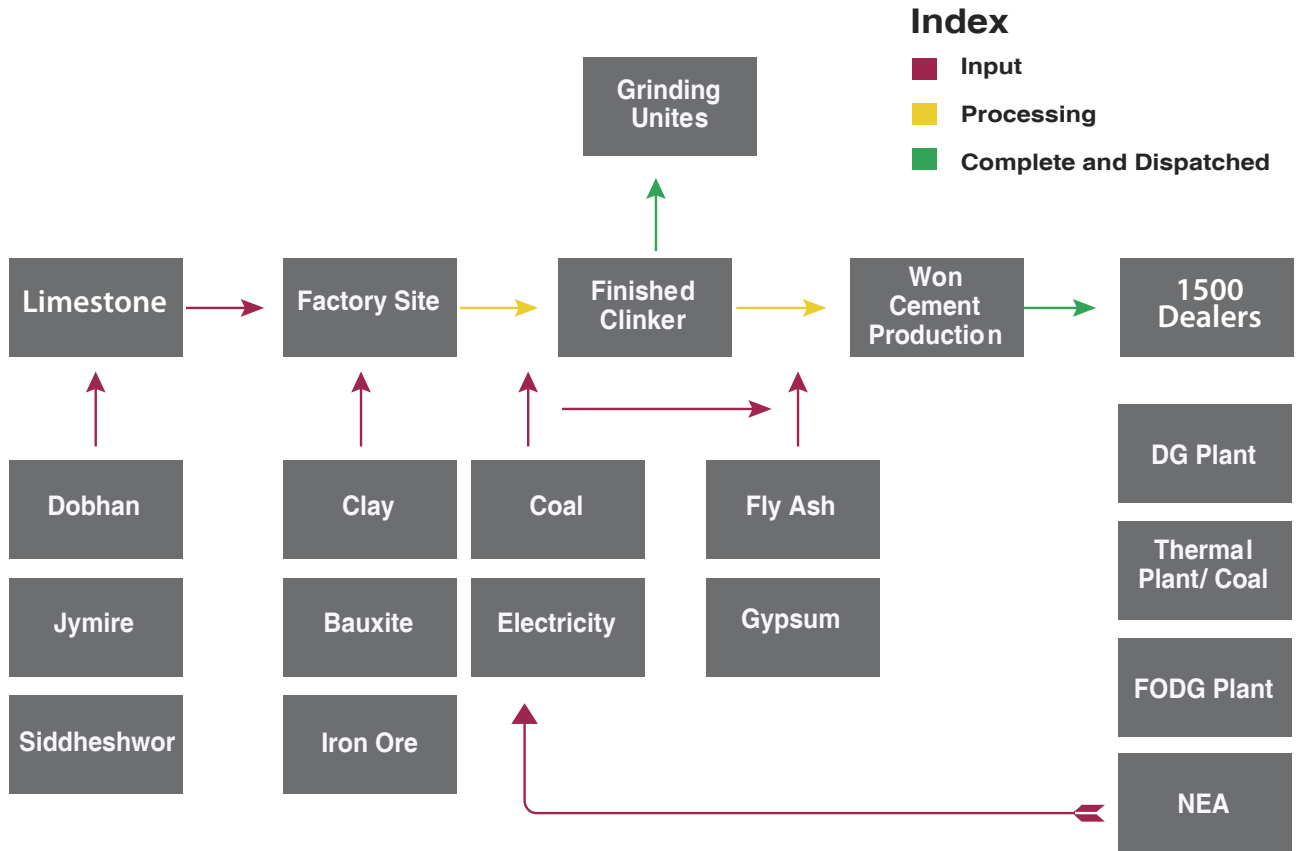 Index
Input
Processing
Complete and Dispatched
Grinding
Unites
Limestone
Factory Site
Finished
Clinker
Won
Cement
Production
1500
Dealers
Dobhan
Clay
Coal
Fly Ash
DG Plant
Jymire
Bauxite
Electricity
Gypsum
Thermal
Plant/ Coal
Siddheshwor
Iron Ore
FODG Plant
NEA